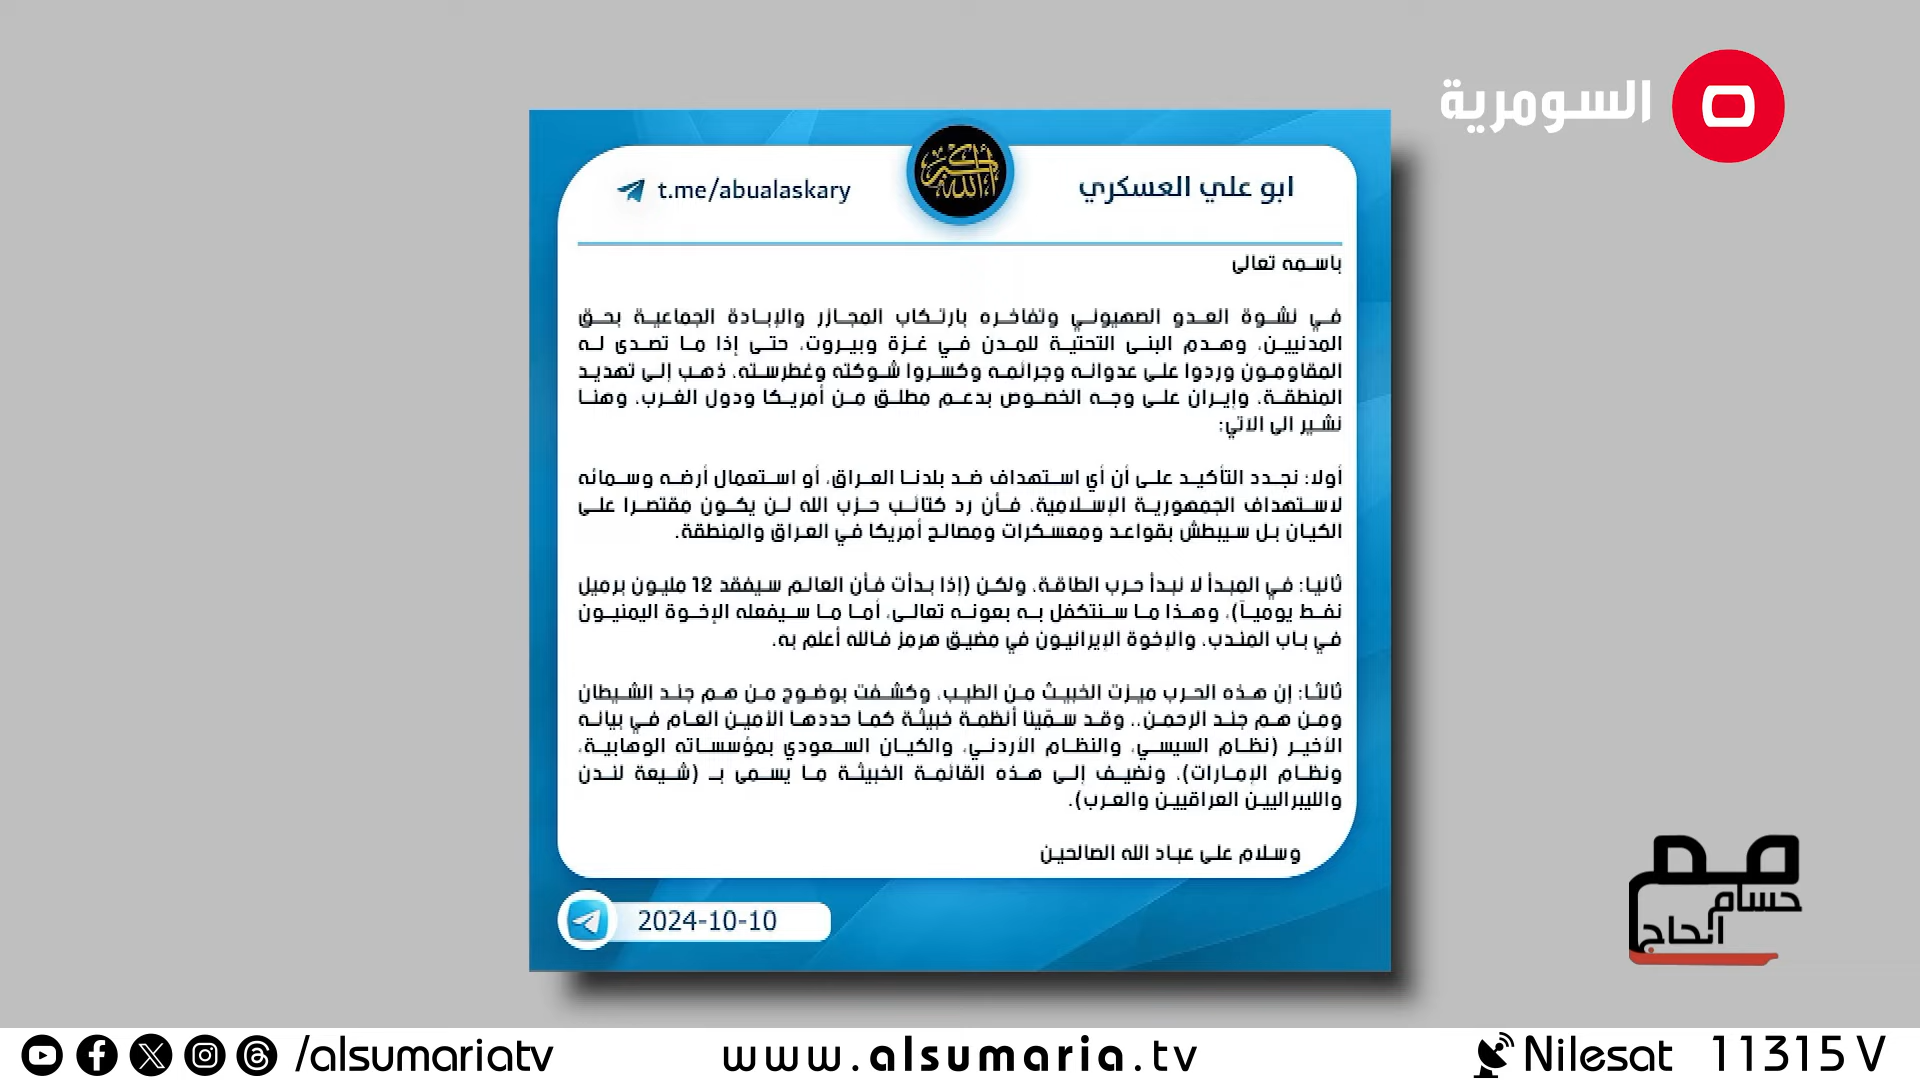 السومرية
ابو علي العسكري
t.me/abualaskary
باسمه تعالى
في نشوة العدو الصهيوني وتفاخره بارتكاب المجازر والإبادة الجماعية بحق
المدنيين، وهدم البنى التحتية للمدن في غزة وبيروت، حتى إذا ما تصدى له
المقاومون وردوا على عدوانه وجرائمه وكسروا شوكته وغطرسته، ذهب إلى تهديد
المنطقة، وإيران على وجه الخصوص بدعم مطلق من أمريكا ودول الغرب، وهنا
نشير الى الآتي:
أولا: نجدد التأكيد على أن أي استهداف ضد بلدنا العراق، أو استعمال أرضه وسمائه
لاستهداف الجمهورية الإسلامية، فأن رد كتائب حزب الله لن يكون مقتصرا على
الكيان بل سيبطش بقواعد ومعسكرات ومصالح أمريكا في العراق والمنطقة.
ثانيا: في المبدأ لا نبدأ حرب الطاقة، ولكن (إذا بدأت فأن العالم سيفقد 12 مليون برميل
نفط يومياً)، وهذا ما سنتكفل به بعونه تعالى، أما ما سيفعله الإخوة اليمنيون
في باب المندب، والإخوة الإيرانيون في مضيق هرمز فالله أعلم به.
ثالثا: إن هذه الحرب ميزت الخبيث من الطيب، وكشفت بوضوح من هم جند الشيطان
ومن هم جند الرحمن.. وقد سمّينا أنظمة خبيثة كما حددها الأمين العام في بيانه
الأخير (نظام السيسي، والنظام الأردني، والكيان السعودي بمؤسساته الوهابية،
ونظام الإمارات)، ونضيف إلى هذه القائمة الخبيثة ما يسمى بـ (شيعة لندن
والليبراليين العراقيين والعرب).
وسلام على عباد الله الصالحين
2024-10-10
مم
حسام
الحاج
/alsumariatv
www.alsumaria.tv
Nilesat 11315 V